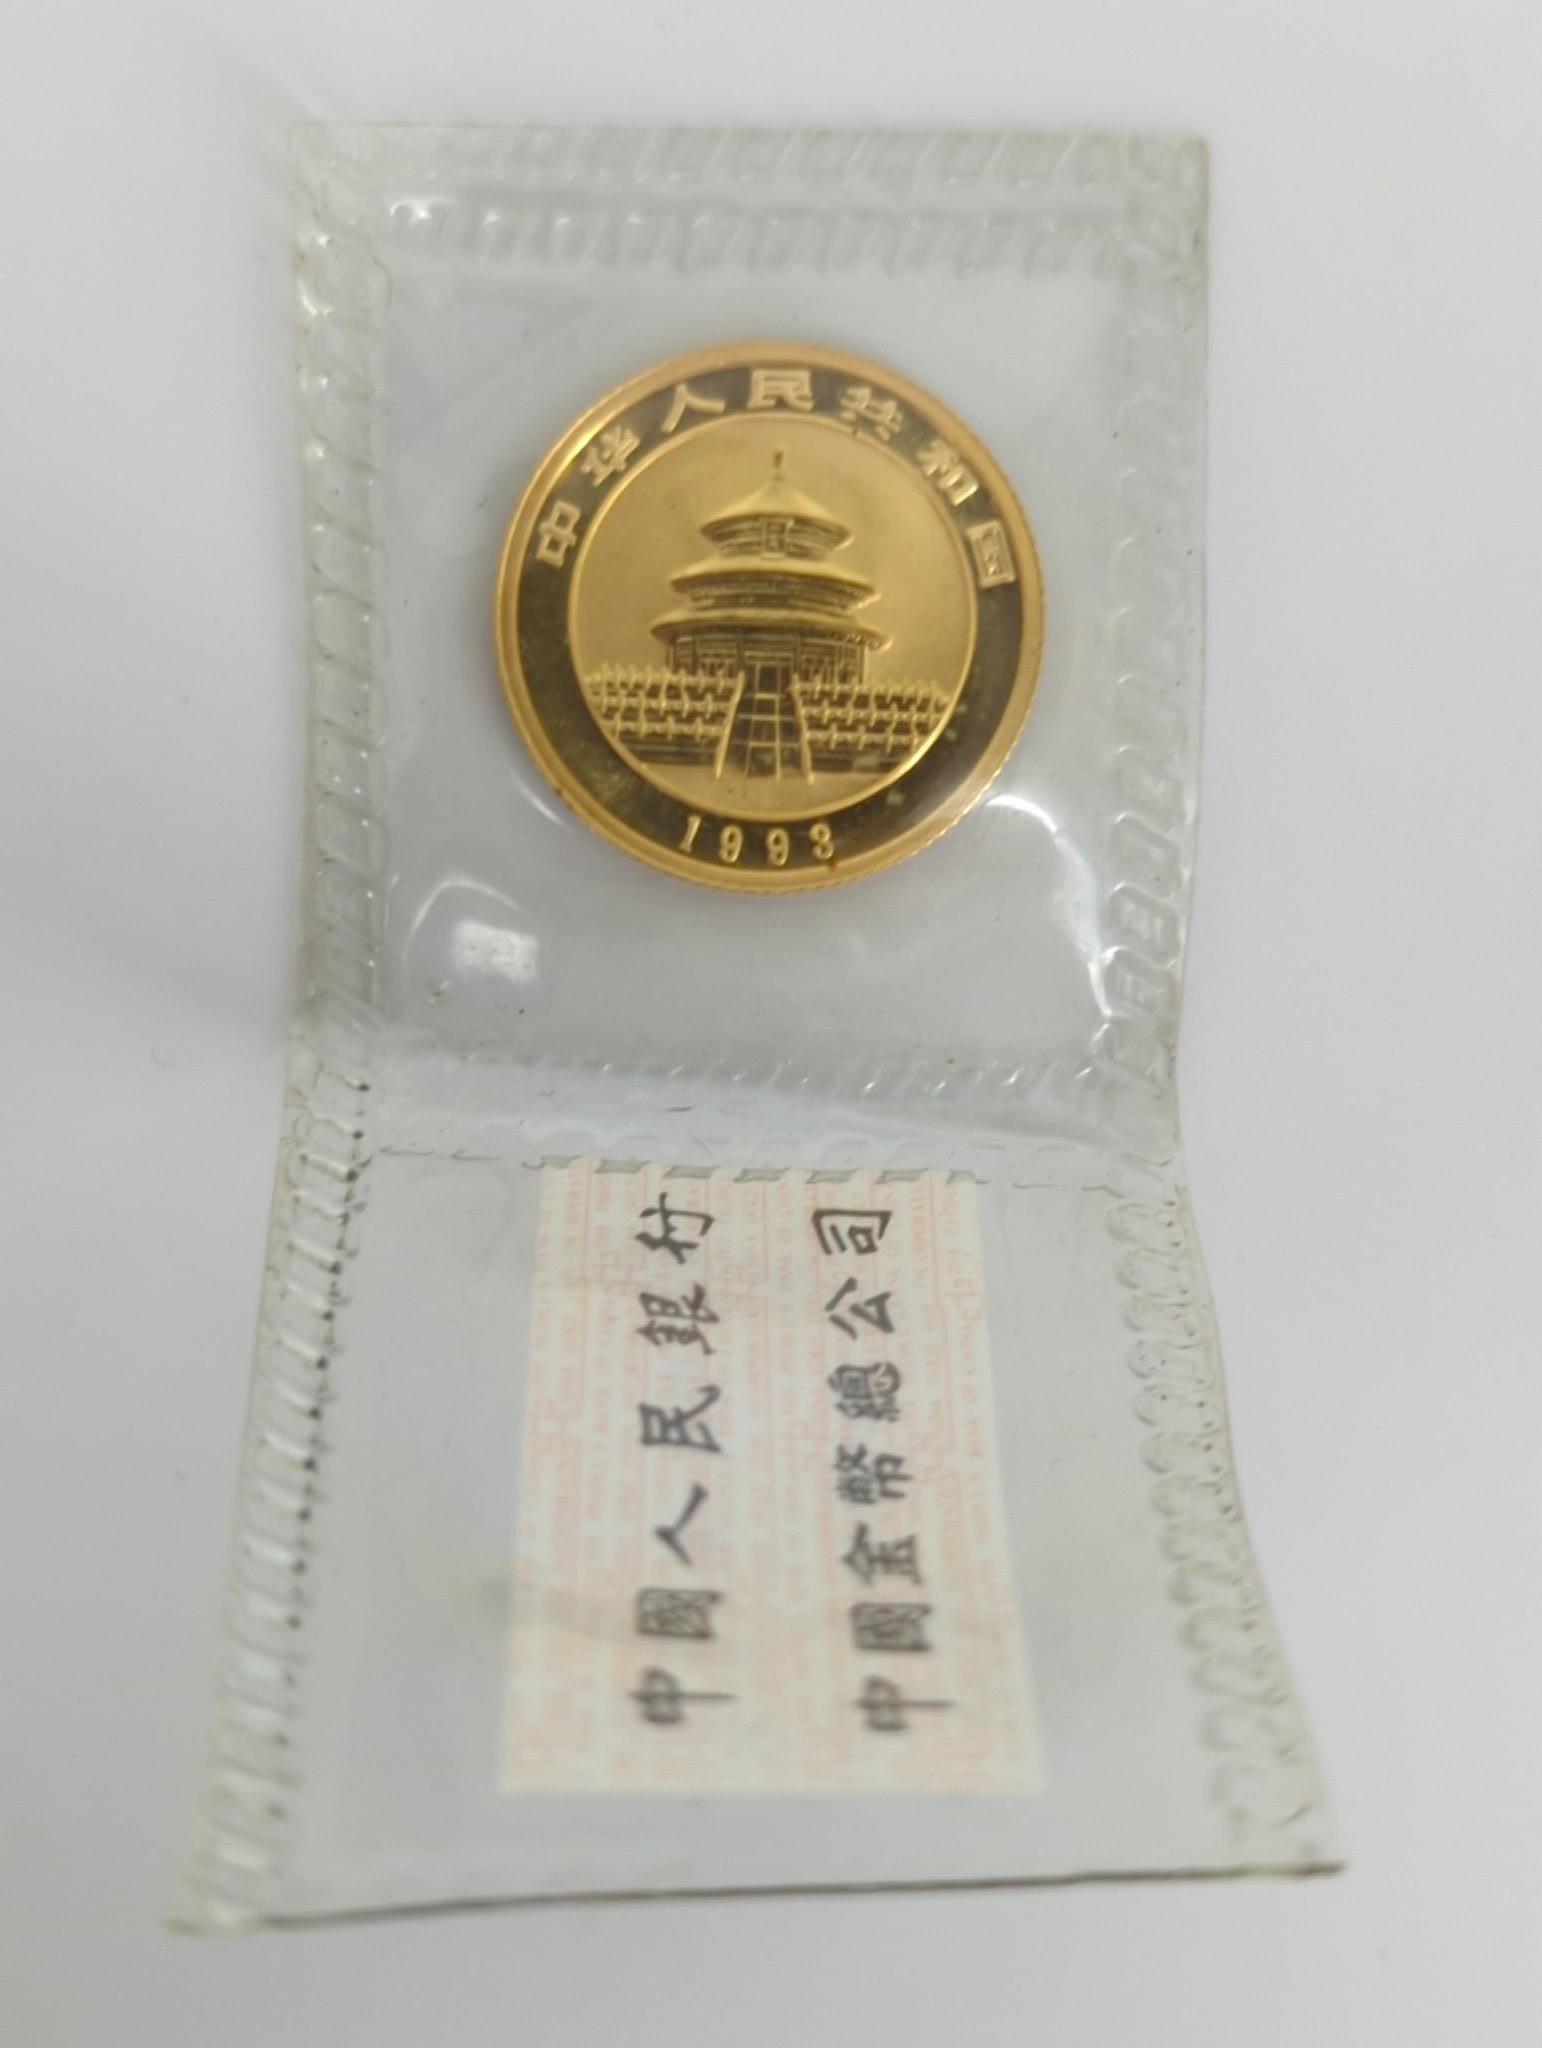 中华人民共和国
1993
中國人民銀行
中國金幣總公司